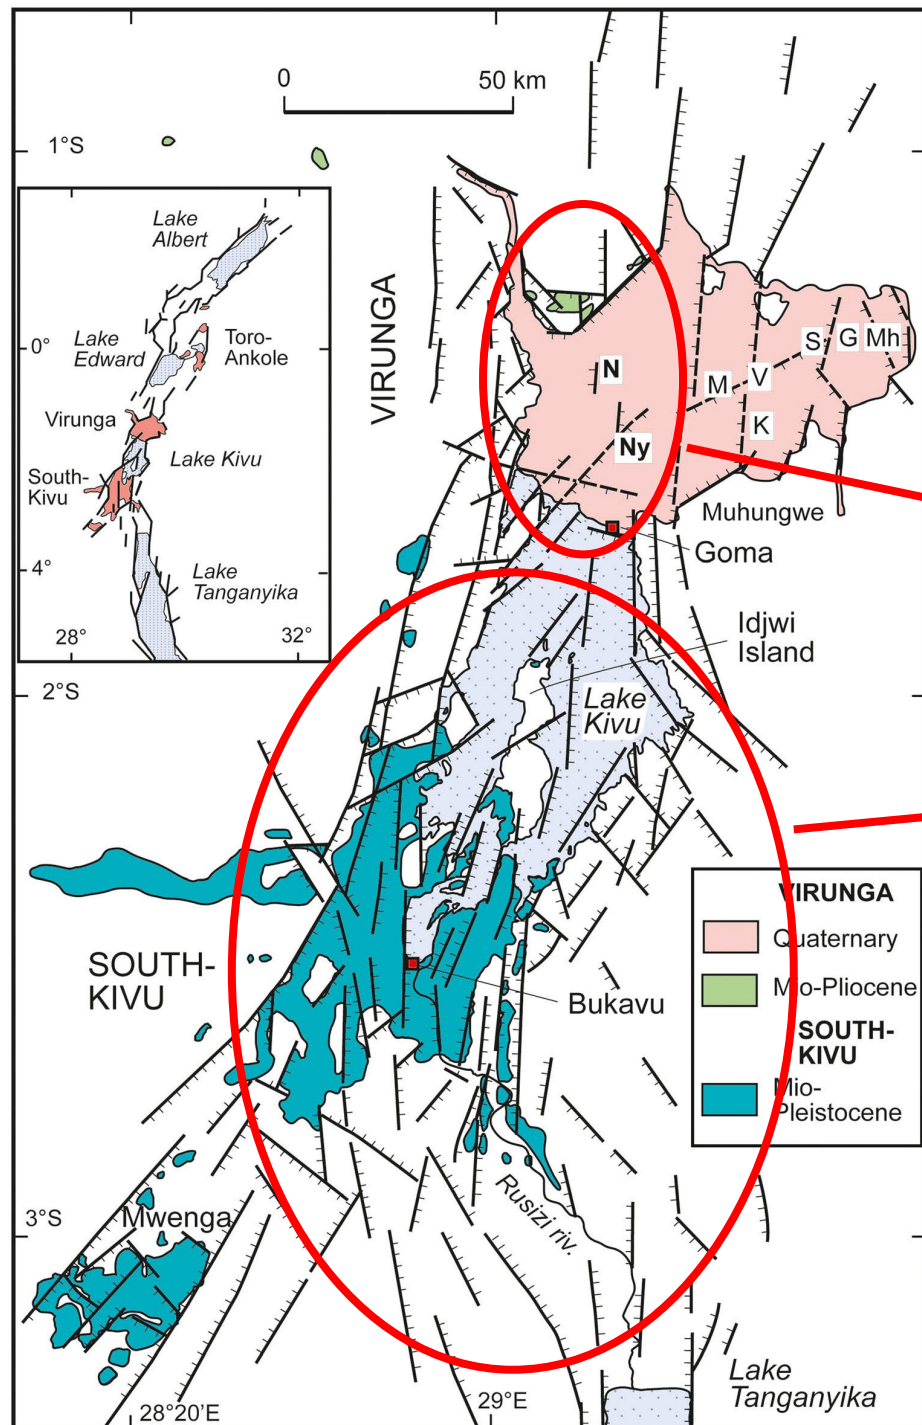 0
50 km
1°S
Lake
Albert
0°
Lake
Edward
Toro-
Ankole
Virunga
Lake Kivu
South-
Kivu
4°
Lake
Tanganyika
28°
32°
VIRUNGA
N
Ny
M
V
K
S
G
Mh
Muhungwe
Goma
Idjwi
Island
2°S
Lake
Kivu
SOUTH-
KIVU
Bukavu
VIRUNGA
Quaternary
Mio-Pliocene
SOUTH-
KIVU
Mio-
Pleistocene
Rusizi riv.
3°S
Mwenga
Lake
Tanganyika
28°20'E
29°E